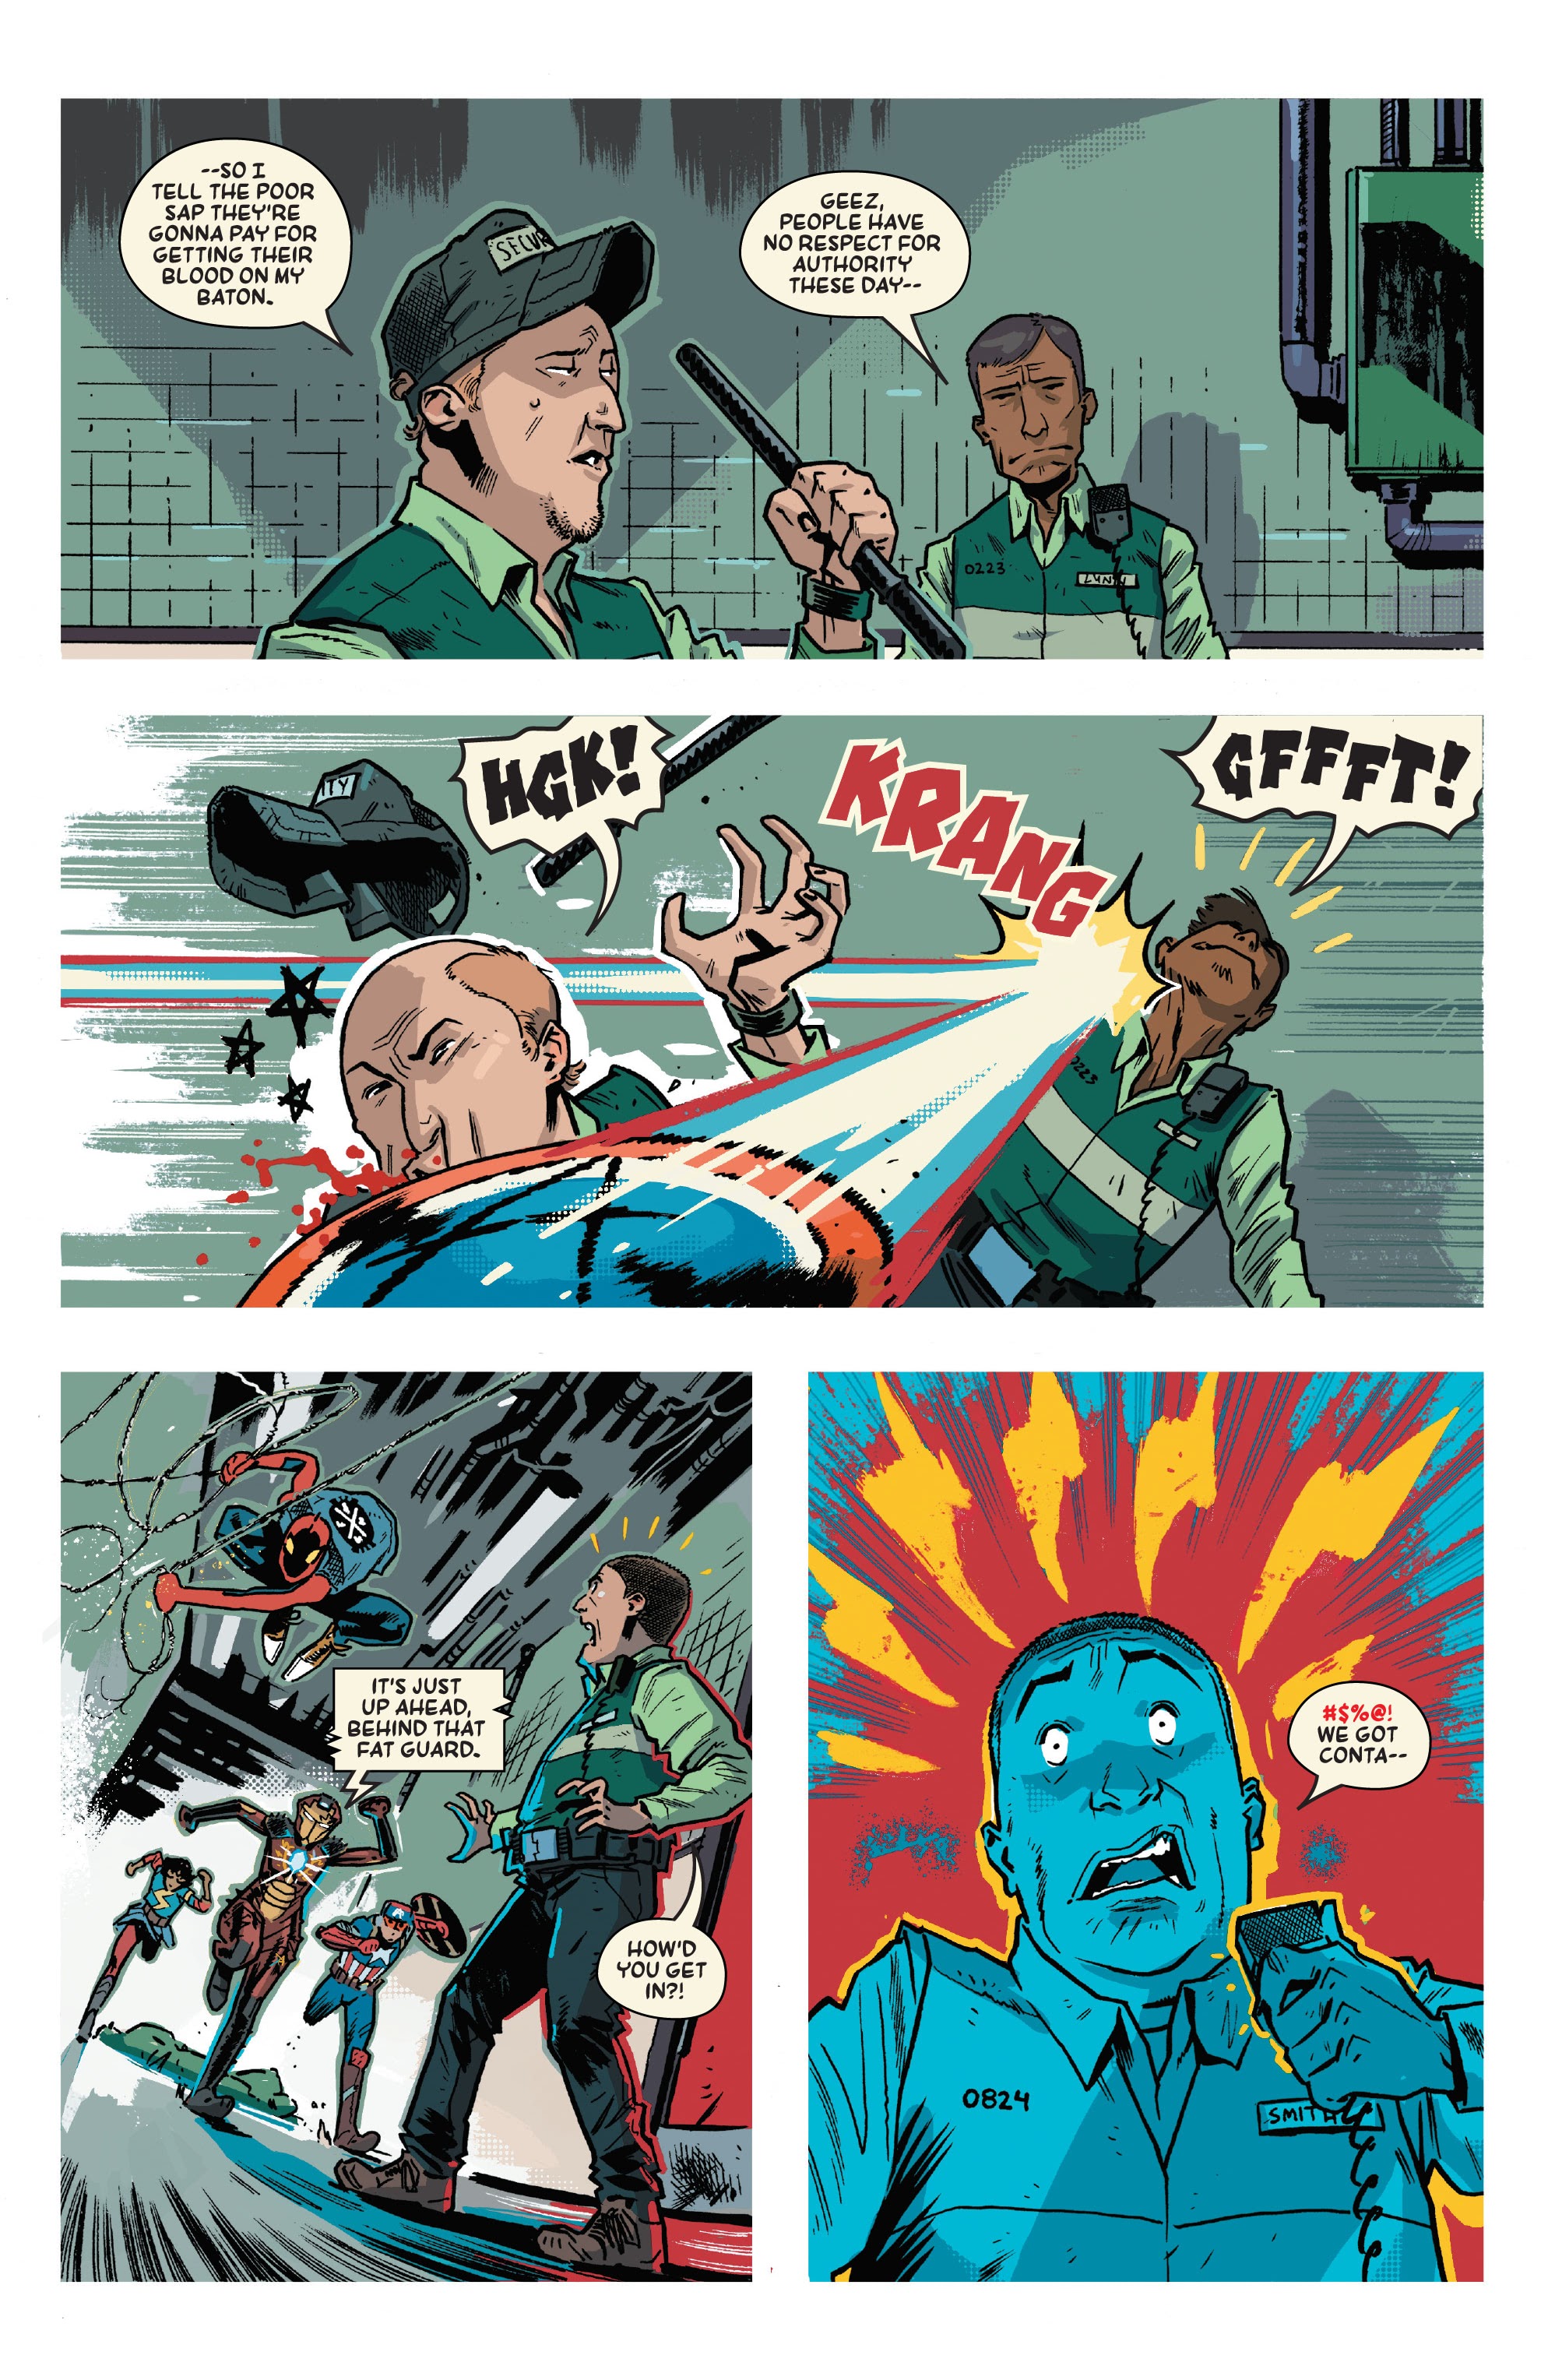 --SO I
TELL THE POOR
SAP THEY'RE
GONNA PAY FOR
GETTING THEIR
BLOOD ON MY
BATON.
SECUR
GEEZ,
PEOPLE HAVE
NO RESPECT FOR
AUTHORITY
THESE DAY--
0223
HGK!
ITY
KRANG
GFFFT!
0223
IT'S JUST
UP AHEAD,
BEHIND THAT
FAT GUARD.
A
HOW'D
YOU GET
IN?!
#$%@!
WE GOT
CONTA--
0824
SMITH